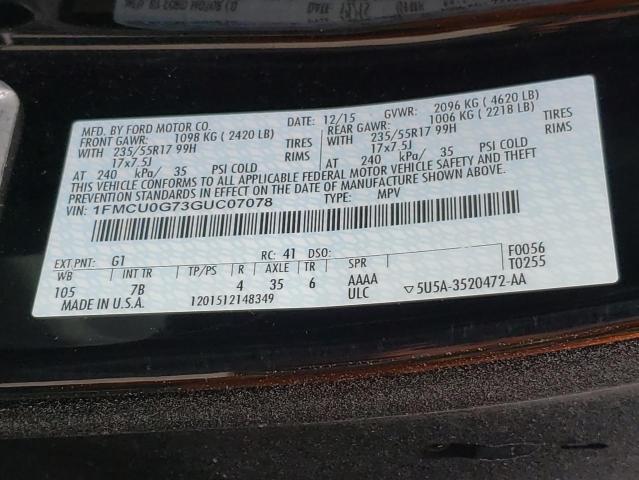 MFD. BY FORD MOTOR CO. DATE: 12/15 GVWR: 2096 KG ( 4620 LB)
FRONT GAWR: 1098 KG ( 2420 LB) REAR GAWR: 1006 KG ( 2218 LB)
WITH 235/55R17 99H TIRES WITH 235/55R17 99H TIRES
17x7.5J RIMS 17x7.5J RIMS
AT 240 kPa/ 35 PSI COLD AT 240 kPa/ 35 PSI COLD
THIS VEHICLE CONFORMS TO ALL APPLICABLE FEDERAL MOTOR VEHICLE SAFETY AND THEFT
PREVENTION STANDARDS IN EFFECT ON THE DATE OF MANUFACTURE SHOWN ABOVE.
VIN: 1FMCU0G73GUC07078 TYPE: MPV
EXT.PNT: G1 RC: 41 DSO: F0056
WB INT TR TP/PS R AXLE TR SPR T0255
105 7B 4 35 6 AAAA
MADE IN U.S.A. 1201512148349 ULC ▽5U5A-3520472-AA